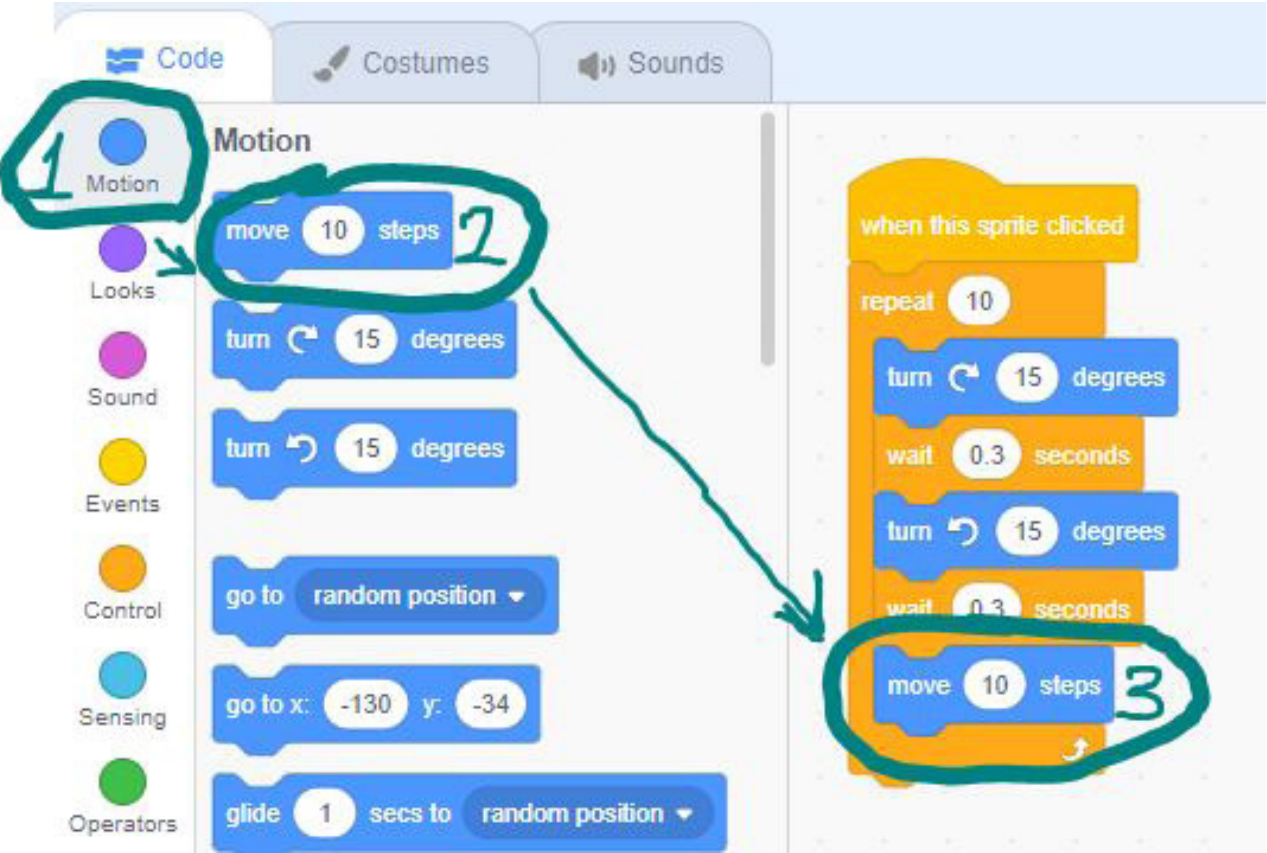 Code
Costumes
Sounds
1
Motion
Looks
Sound
Events
Control
Sensing
Operators
Motion
move 10 steps 2
turn 15 degrees
turn 15 degrees
go to random position
go to x: -130 y: -34
glide 1 secs to random position
when this sprite clicked
repeat 10
turn 15 degrees
wait 0.3 seconds
turn 15 degrees
wait 0.3 seconds
move 10 steps 3